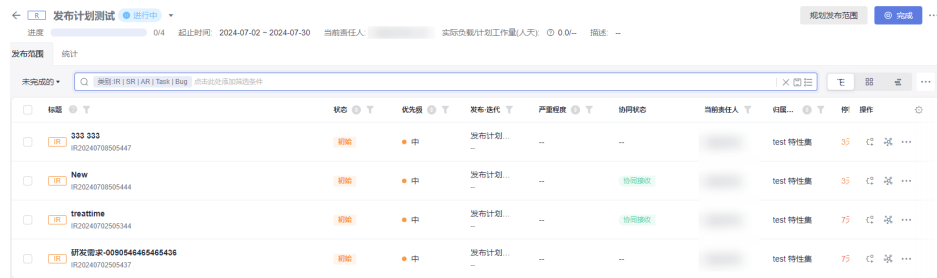 ← R 发布计划测试 进行中
规划发布范围 完成 ...
进度 0/4 起止时间: 2024-07-02 ~ 2024-07-30 当前责任人: 实际负载/计划工作量(人天): 0.0/-- 描述: --
发布范围 统计
未完成的 类别:IR | SR | AR | Task | Bug 点击此处添加筛选条件
标题 状态 优先级 发布-迭代 严重程度 协同状态 当前责任人 归属... 操作
333 333
IR IR20240708505447 初始 中 发布计划... -- -- -- test 特性集 ...
New
IR IR20240708505444 初始 中 发布计划... -- -- 协同接收 test 特性集 ...
treattime
IR IR20240702505344 初始 中 发布计划... -- -- 协同接收 test 特性集 ...
研发需求-0090546465465436
IR IR20240702505437 初始 中 发布计划... -- -- -- test 特性集 ...